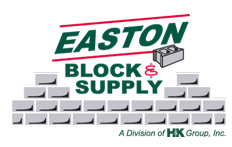 EASTON
BLOCK &
SUPPLY
A Division of HK Group, Inc.